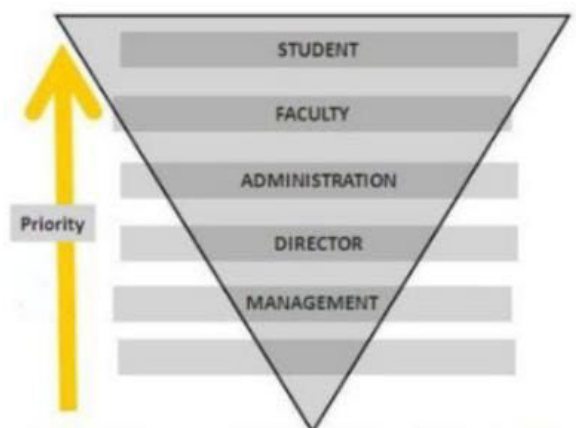 STUDENT
FACULTY
ADMINISTRATION
Priority
DIRECTOR
MANAGEMENT